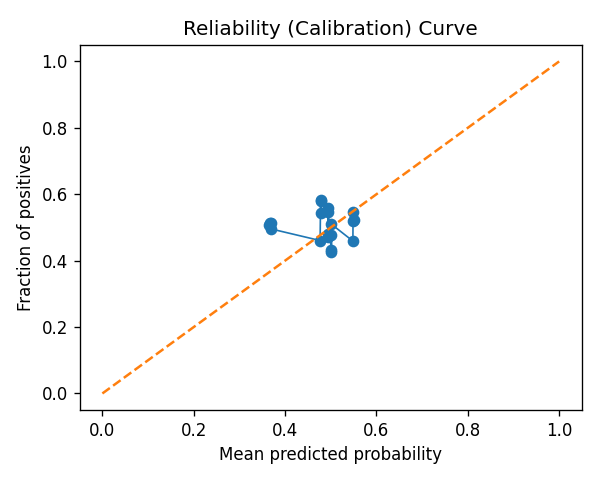 Reliability (Calibration) Curve
Fraction of positives
1.0
0.8
0.6
0.4
0.2
0.0
0.0 0.2 0.4 0.6 0.8 1.0
Mean predicted probability